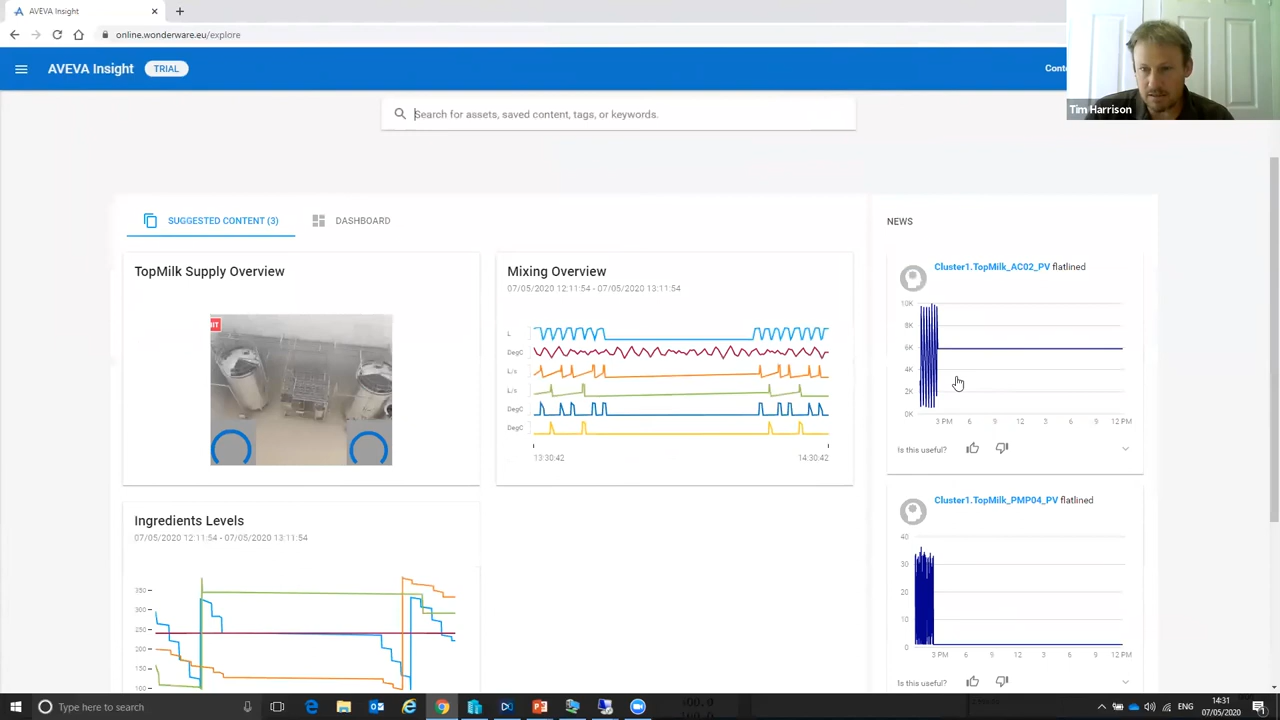 AVEVA Insight
online.wonderware.eu/explore
AVEVA Insight TRIAL
Tim Harrison
Search for assets, saved content, tags, or keywords.
SUGGESTED CONTENT (3) DASHBOARD
NEWS
TopMilk Supply Overview
Mixing Overview
07/05/2020 12:11:54 - 07/05/2020 13:11:54
L
DegC
L/s
L/s
DegC
DegC
13:30:42 14:30:42
Ingredients Levels
07/05/2020 12:11:54 - 07/05/2020 13:11:54
350
300
250
200
150
100
Cluster1.TopMilk_AC02_PV flatlined
10K
8K
6K
4K
2K
0K
3 PM 6 9 12 3 6 9 12 PM
Is this useful?
Cluster1.TopMilk_PMP04_PV flatlined
40
30
20
10
0
3 PM 6 9 12 3 6 9 12 PM
Is this useful?
Type here to search
ENG
14:31
07/05/2020